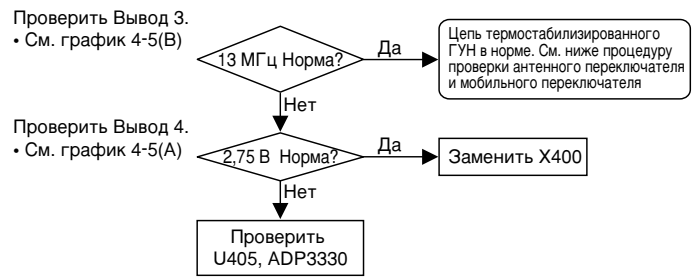 Проверить Вывод 3.
• См. график 4-5(B)
13 МГц Норма?
Да
Цепь термостабилизированного
ГУН в норме. См. ниже процедуру
проверки антенного переключателя
и мобильного переключателя
Нет
Проверить Вывод 4.
• См. график 4-5(A)
2,75 В Норма?
Да
Заменить X400
Нет
Проверить
U405, ADP3330